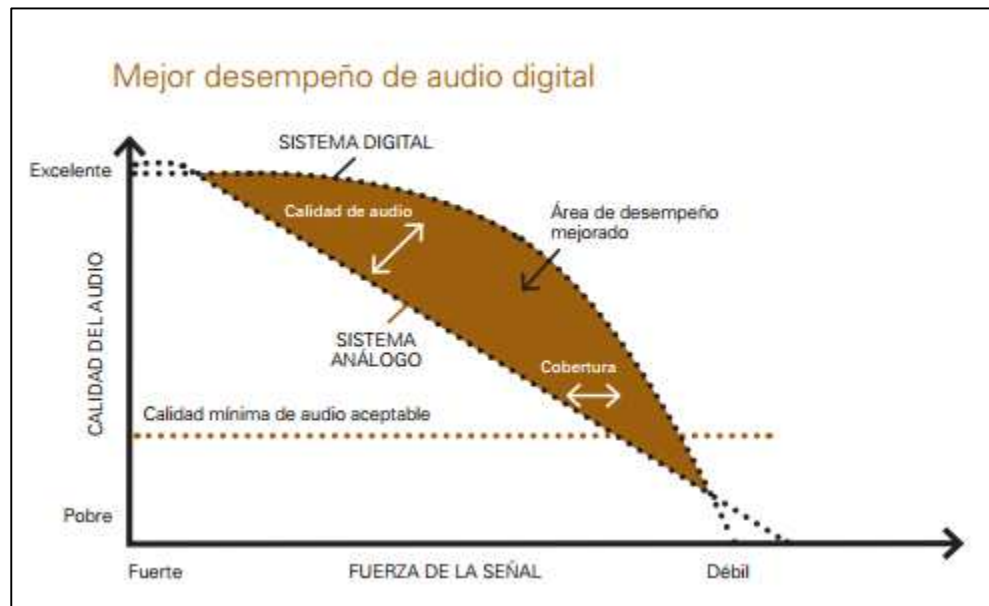 Mejor desempeño de audio digital
SISTEMA DIGITAL
Excelente
Calidad de audio
Área de desempeño
mejorado
CALIDAD DEL AUDIO
SISTEMA
ANÁLOGO
Cobertura
Calidad mínima de audio aceptable
Pobre
Fuerte
FUERZA DE LA SEÑAL
Débil